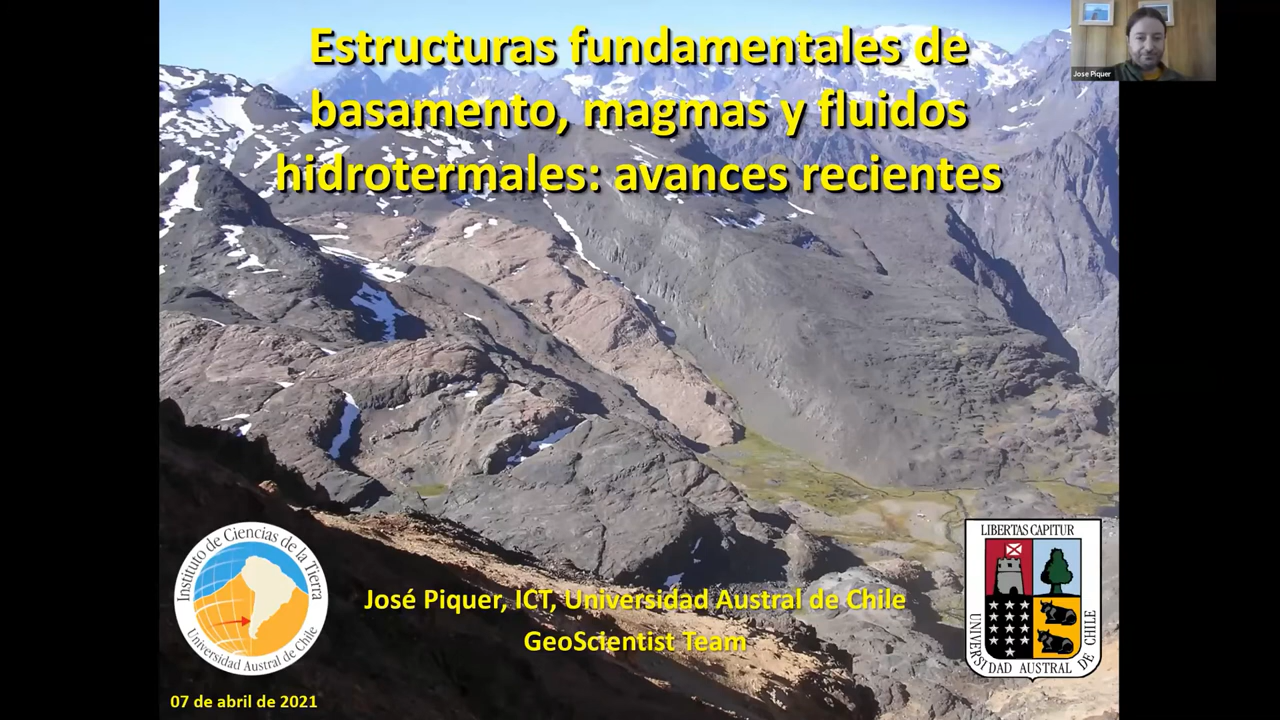 Estructuras fundamentales de
basamento, magmas y fluidos
hidrotermales: avances recientes
Jose Piquer
José Piquer, ICT, Universidad Austral de Chile
GeoScientist Team
Instituto de Ciencias de la Tierra
Universidad Austral de Chile
LIBERTAS CAPITUR
UNIVERSIDAD AUSTRAL DE CHILE
07 de abril de 2021